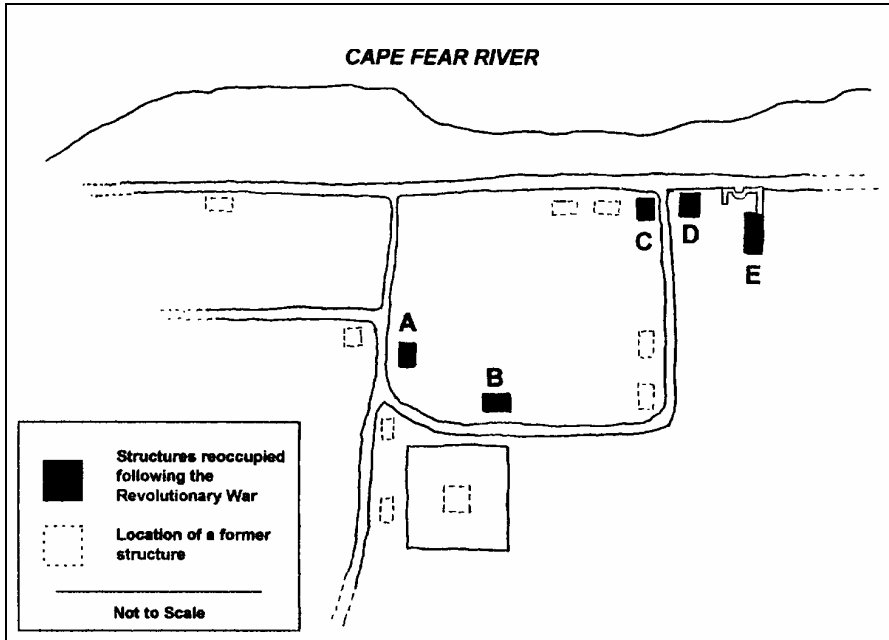 CAPE FEAR RIVER
C
D
E
A
B
Structures reoccupied
following the
Revolutionary War
Location of a former
structure
Not to Scale